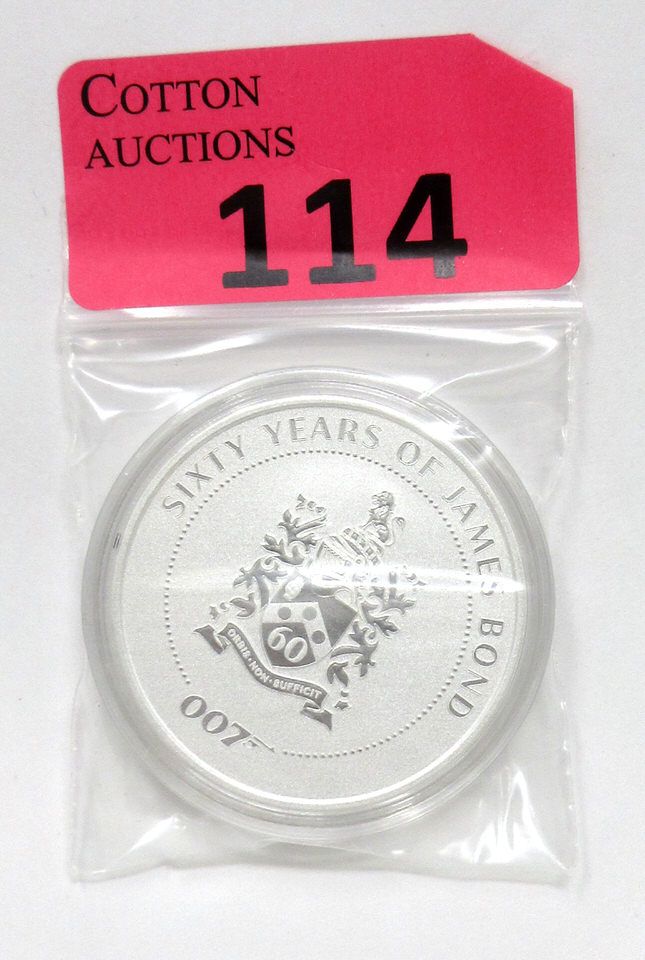 COTTON
AUCTIONS
114
SIXTY YEARS OF JAMES BOND
60
ORBIS·NON·SUFFICIT
007